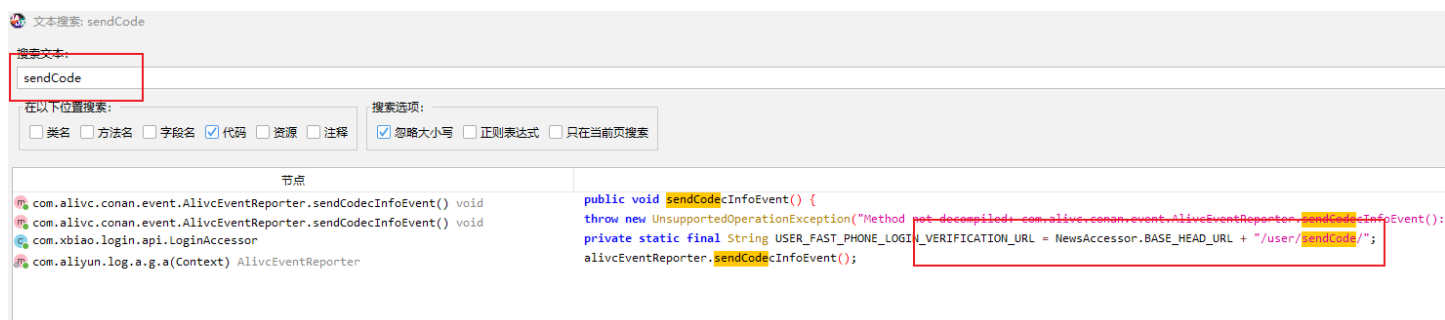 文本搜索: sendCode
搜索文本:
sendCode
在以下位置搜索:
类名 方法名 字段名 代码 资源 注释
搜索选项:
忽略大小写 正则表达式 只在当前页搜索
节点
com.alivc.conan.event.AlivcEventReporter.sendCodecInfoEvent() void
public void sendCodecInfoEvent() {
com.alivc.conan.event.AlivcEventReporter.sendCodecInfoEvent() void
throw new UnsupportedOperationException("Method not decompiled: com.alivc.conan.event.AlivcEventReporter.sendCodecInfoEvent():
com.xbiao.login.api.LoginAccessor
private static final String USER_FAST_PHONE_LOGIN_VERIFICATION_URL = NewsAccessor.BASE_HEAD_URL + "/user/sendCode/";
com.aliyun.log.a.g.a(Context) AlivcEventReporter
alivcEventReporter.sendCodecInfoEvent();